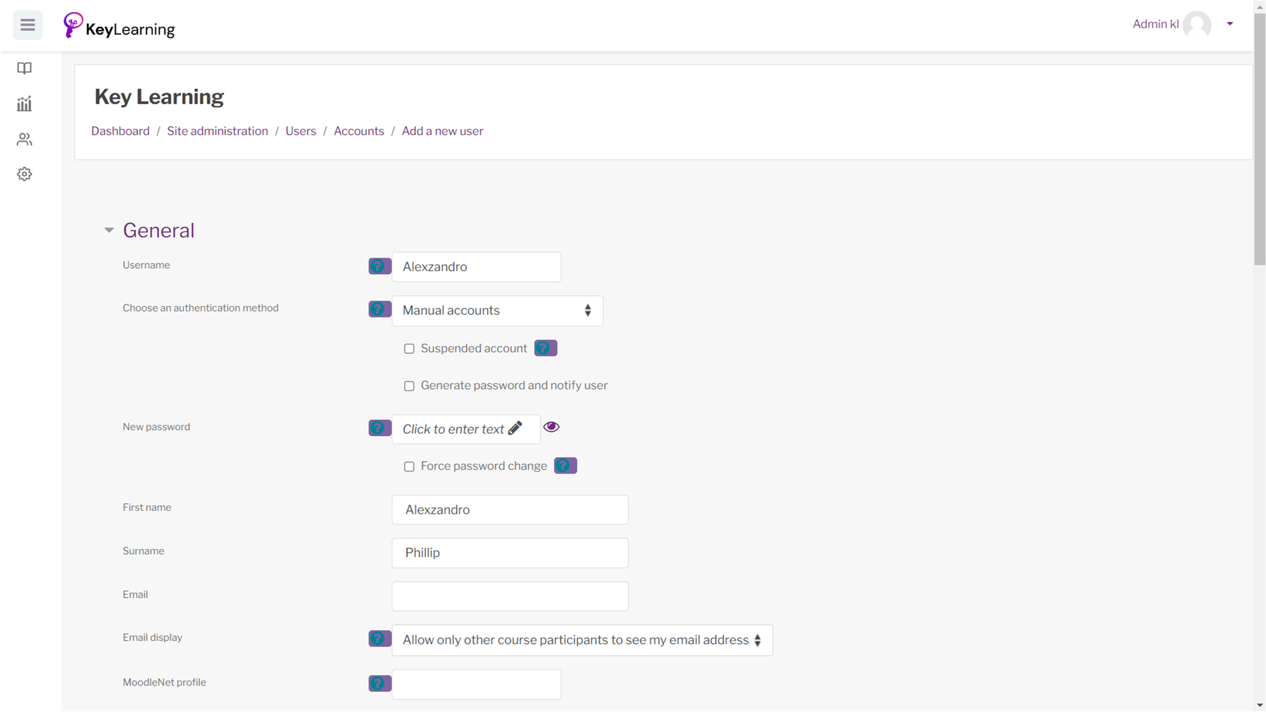 KeyLearning
Admin kl
Key Learning
Dashboard / Site administration / Users / Accounts / Add a new user
General
Username
? Alexzandro
Choose an authentication method
? Manual accounts
Suspended account ?
Generate password and notify user
New password
? Click to enter text
Force password change ?
First name
Alexzandro
Surname
Phillip
Email
Email display
? Allow only other course participants to see my email address
MoodleNet profile
?